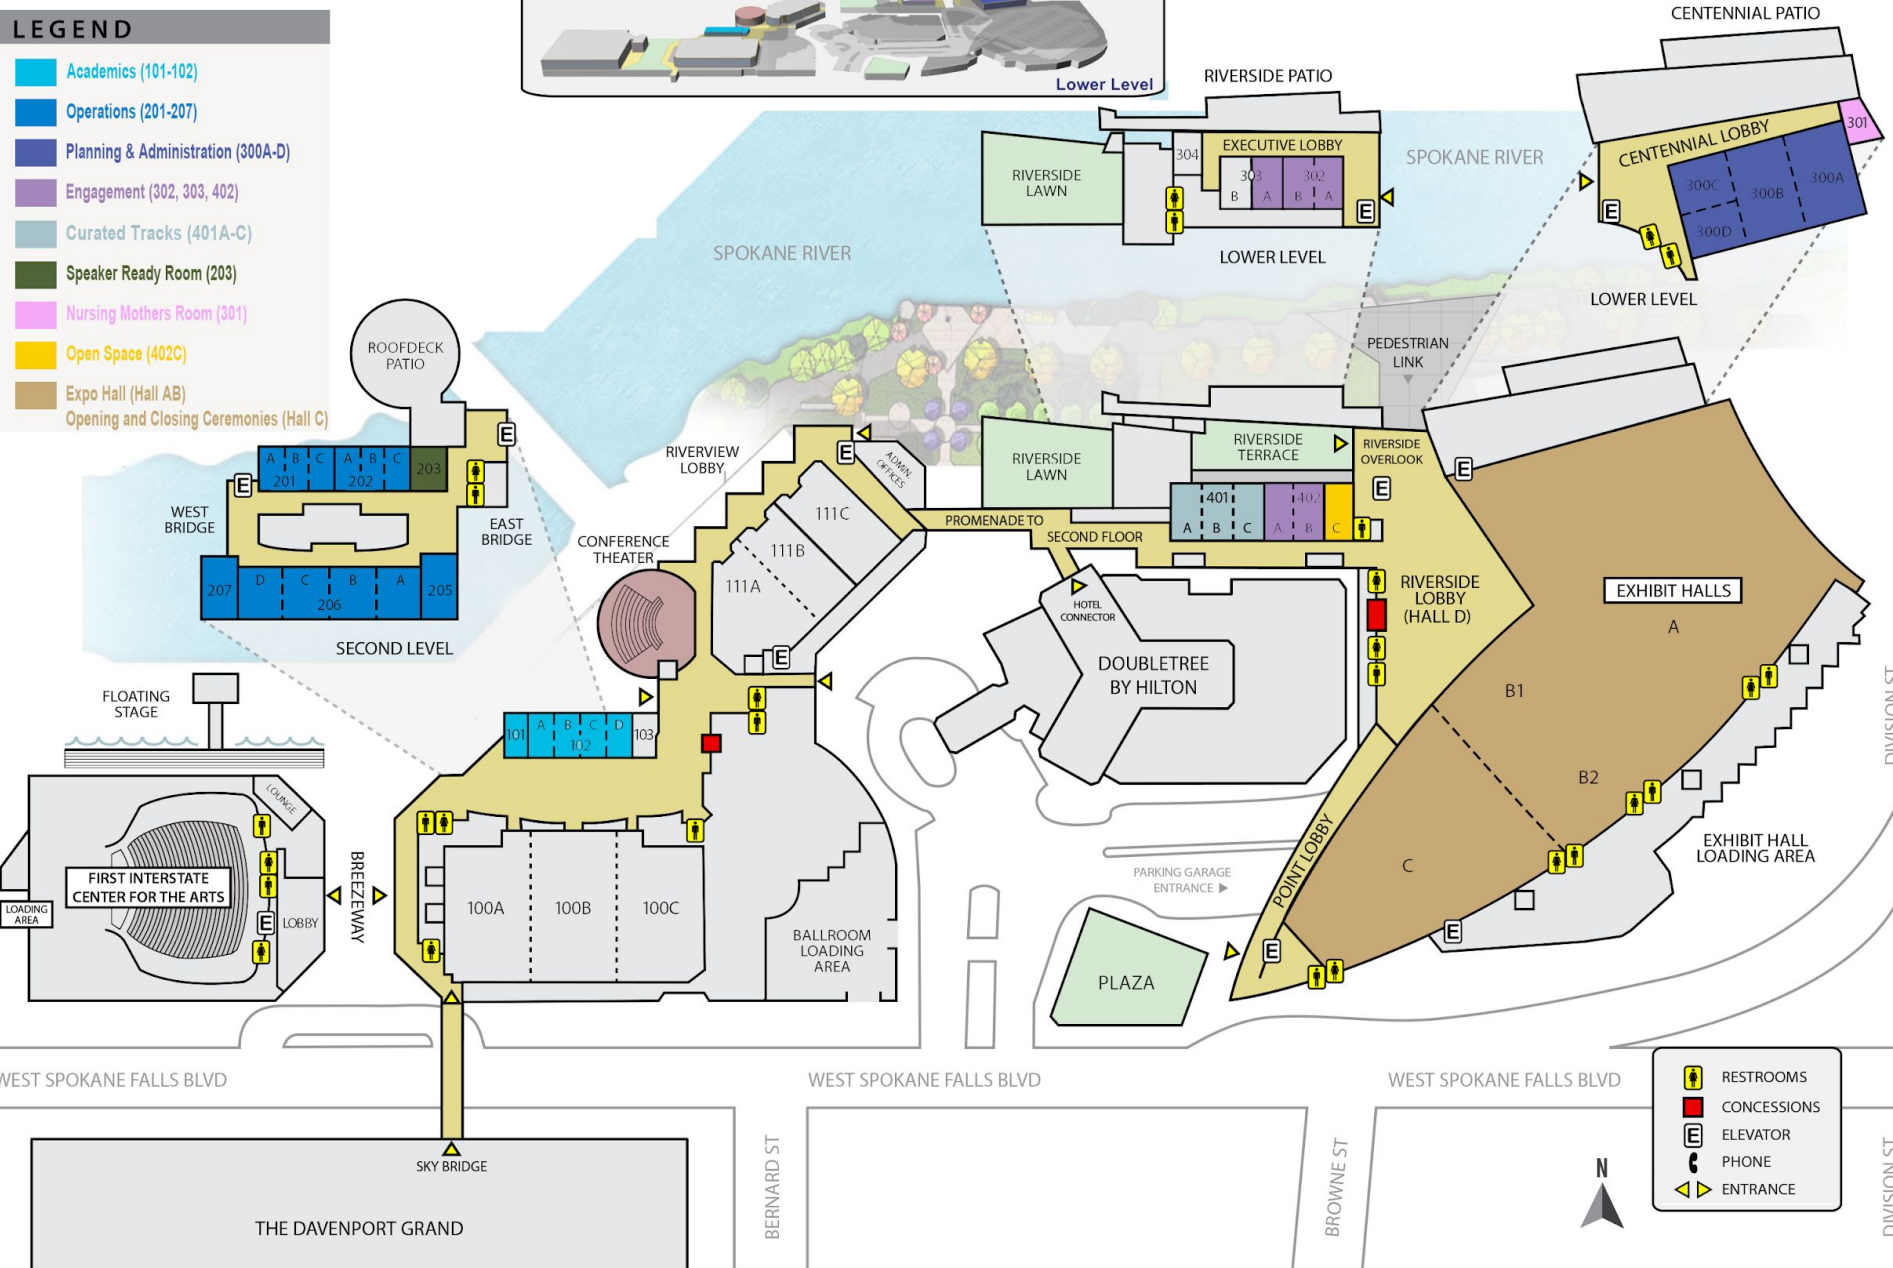 LEGEND
Academics (101-102)
Operations (201-207)
Planning & Administration (300A-D)
Engagement (302, 303, 402)
Curated Tracks (401A-C)
Speaker Ready Room (203)
Nursing Mothers Room (301)
Open Space (402C)
Expo Hall (Hall AB)
Opening and Closing Ceremonies (Hall C)
Lower Level
RIVERSIDE PATIO
EXECUTIVE LOBBY
304
303
302
B
A
B
A
RIVERSIDE
LAWN
LOWER LEVEL
SPOKANE RIVER
CENTENNIAL PATIO
CENTENNIAL LOBBY
301
300C
300B
300A
300D
E
E
LOWER LEVEL
SPOKANE RIVER
PEDESTRIAN
LINK
ROOFDECK
PATIO
A B C
201
A B C
202
203
E
E
WEST
BRIDGE
EAST
BRIDGE
207
D C B A
206
205
SECOND LEVEL
RIVERVIEW
LOBBY
E
ADMIN.
OFFICES
111C
111B
111A
E
CONFERENCE
THEATER
PROMENADE TO
SECOND FLOOR
RIVERSIDE
LAWN
RIVERSIDE
TERRACE
RIVERSIDE
OVERLOOK
401
A B C
402
A B C
E
E
HOTEL
CONNECTOR
DOUBLETREE
BY HILTON
RIVERSIDE
LOBBY
(HALL D)
EXHIBIT HALLS
A
B1
B2
C
EXHIBIT HALL
LOADING AREA
POINT LOBBY
E
E
PARKING GARAGE
ENTRANCE
PLAZA
FLOATING
STAGE
101
A B C D
102
103
LOUNGE
FIRST INTERSTATE
CENTER FOR THE ARTS
LOADING
AREA
E
LOBBY
BREEZEWAY
100A
100B
100C
BALLROOM
LOADING
AREA
WEST SPOKANE FALLS BLVD
WEST SPOKANE FALLS BLVD
WEST SPOKANE FALLS BLVD
SKY BRIDGE
THE DAVENPORT GRAND
BERNARD ST
BROWNE ST
DIVISION ST
DIVISION ST
N
RESTROOMS
CONCESSIONS
E ELEVATOR
PHONE
ENTRANCE